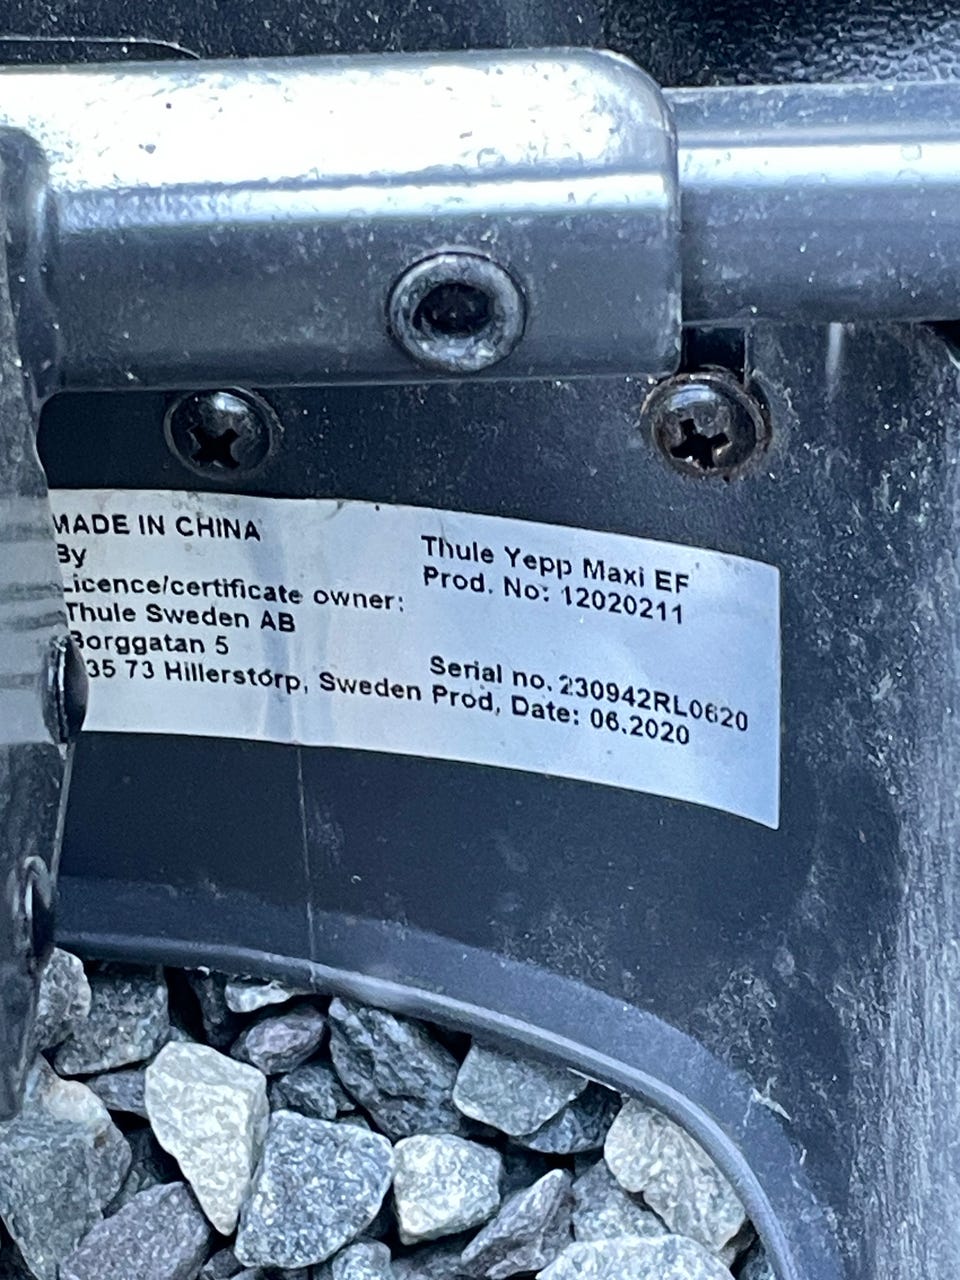 MADE IN CHINA
By
Licence/certificate owner:
Thule Sweden AB
Borggatan 5
35 73 Hillerstorp, Sweden
Thule Yepp Maxi EF
Prod. No: 12020211
Serial no. 230942RL0620
Prod, Date: 06.2020